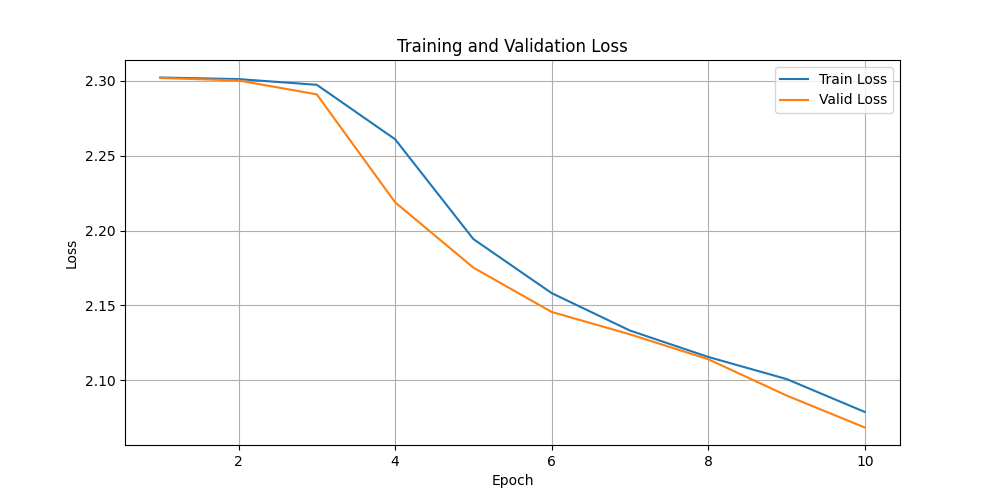 Training and Validation Loss
Train Loss
Valid Loss
2.30
2.25
2.20
2.15
2.10
Loss
2
4
6
8
10
Epoch